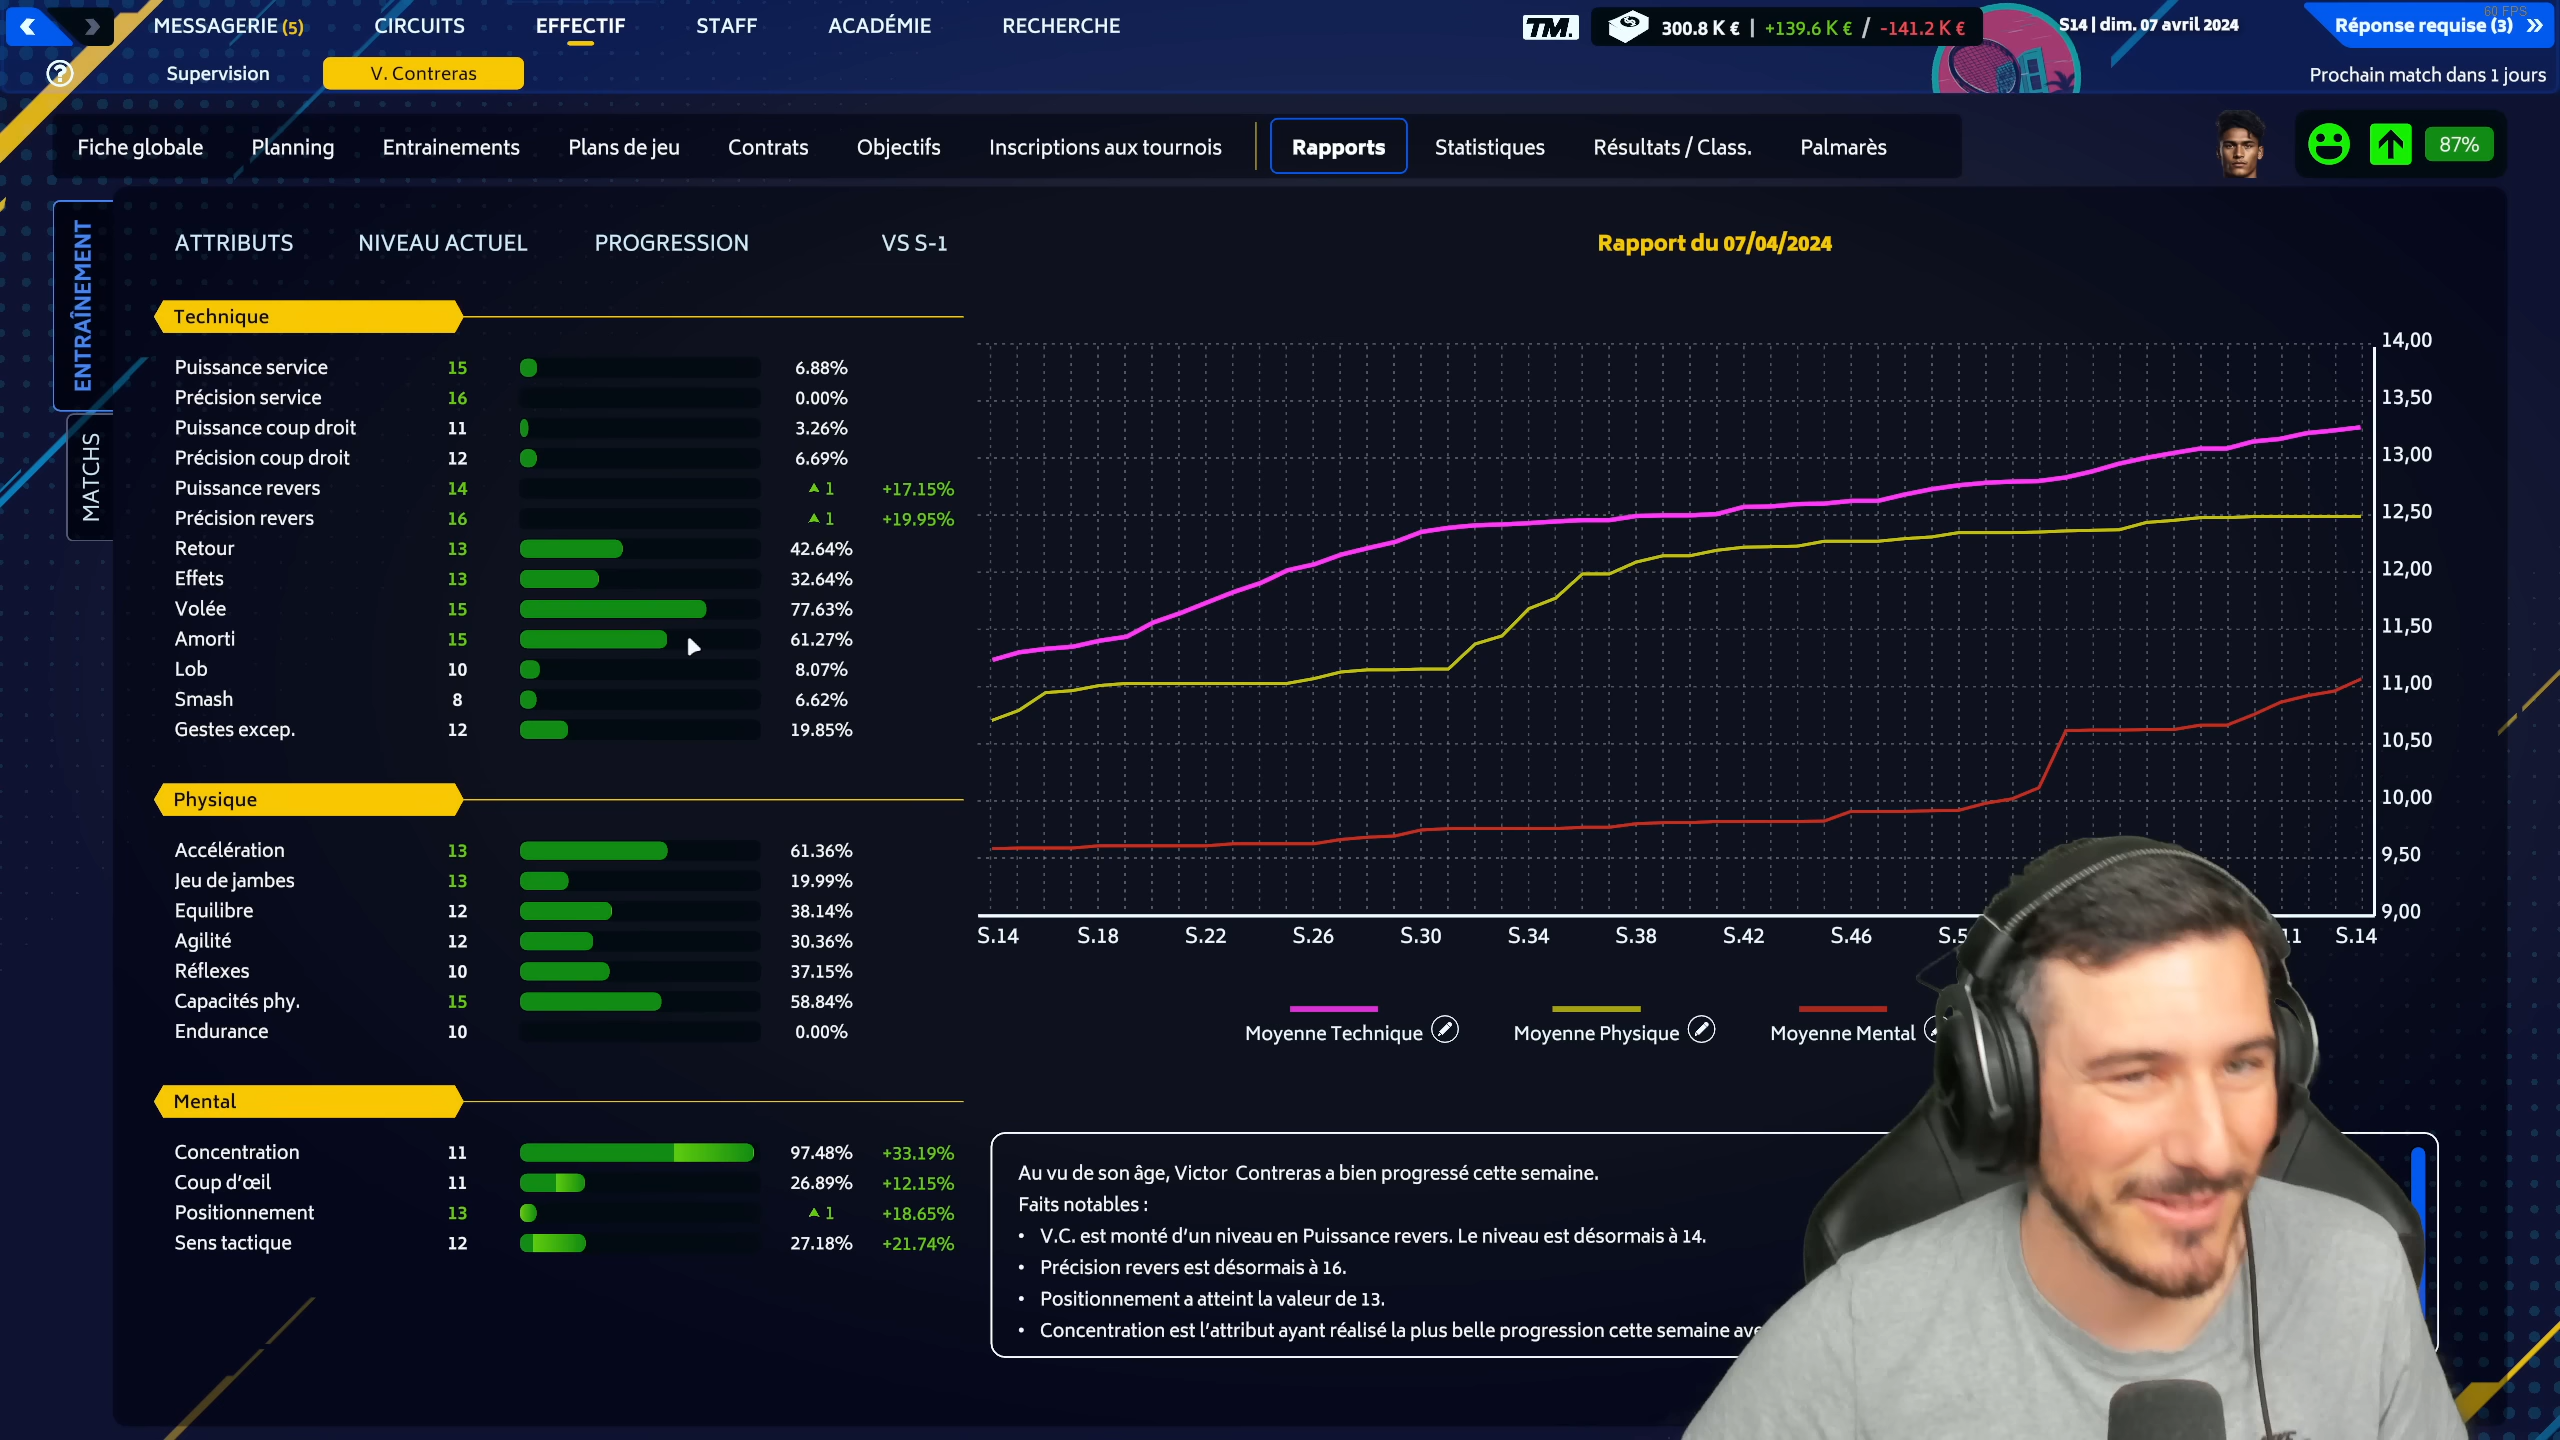 MESSAGERIE (5)
CIRCUITS
EFFECTIF
STAFF
ACADÉMIE
RECHERCHE
TM.
300.8 K € | +139.6 K € / -141.2 K €
S14 | dim. 07 avril 2024
60 FPS
Réponse requise (3)
Supervision
V. Contreras
Prochain match dans 1 jours
Fiche globale
Planning
Entrainements
Plans de jeu
Contrats
Objectifs
Inscriptions aux tournois
Rapports
Statistiques
Résultats / Class.
Palmarès
87%
ENTRAÎNEMENT
MATCHS
ATTRIBUTS NIVEAU ACTUEL PROGRESSION VS S-1
Technique
Puissance service 15 6.88%
Précision service 16 0.00%
Puissance coup droit 11 3.26%
Précision coup droit 12 6.69%
Puissance revers 14 ▲ 1 +17.15%
Précision revers 16 ▲ 1 +19.95%
Retour 13 42.64%
Effets 13 32.64%
Volée 15 77.63%
Amorti 15 61.27%
Lob 10 8.07%
Smash 8 6.62%
Gestes excep. 12 19.85%
Physique
Accélération 13 61.36%
Jeu de jambes 13 19.99%
Equilibre 12 38.14%
Agilité 12 30.36%
Réflexes 10 37.15%
Capacités phy. 15 58.84%
Endurance 10 0.00%
Mental
Concentration 11 97.48% +33.19%
Coup d'œil 11 26.89% +12.15%
Positionnement 13 ▲ 1 +18.65%
Sens tactique 12 27.18% +21.74%
Rapport du 07/04/2024
14,00
13,50
13,00
12,50
12,00
11,50
11,00
10,50
10,00
9,50
9,00
S.14 S.18 S.22 S.26 S.30 S.34 S.38 S.42 S.46 S.5 11 S.14
Moyenne Technique
Moyenne Physique
Moyenne Mental
Au vu de son âge, Victor Contreras a bien progressé cette semaine.
Faits notables :
• V.C. est monté d'un niveau en Puissance revers. Le niveau est désormais à 14.
• Précision revers est désormais à 16.
• Positionnement a atteint la valeur de 13.
• Concentration est l'attribut ayant réalisé la plus belle progression cette semaine